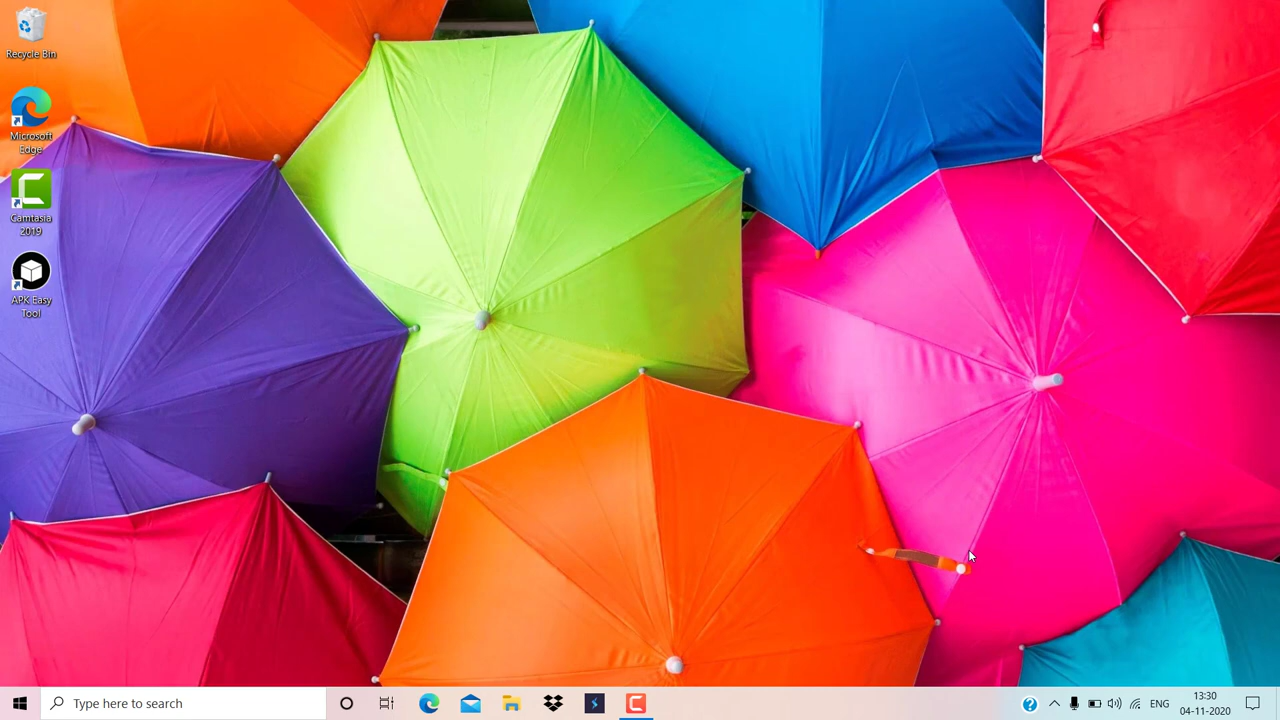 Recycle Bin
Microsoft
Edge
Camtasia
2019
APK Easy
Tool
Type here to search
ENG
13:30
04-11-2020